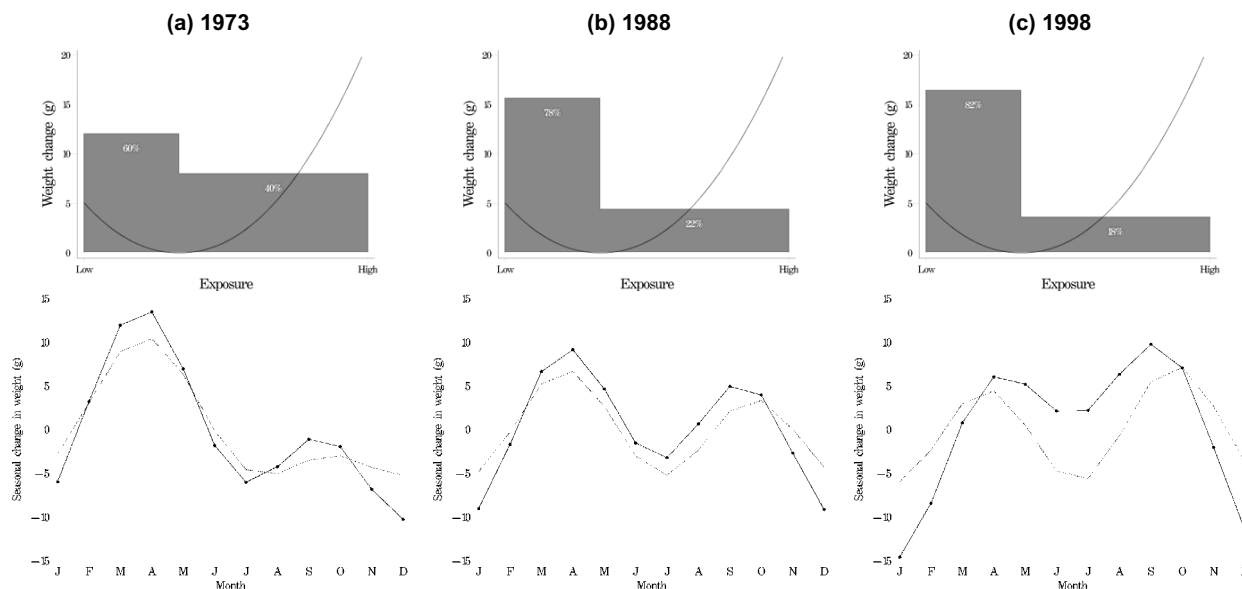 (a) 1973
(b) 1988
(c) 1998
20
15
10
5
0
Weight change (g)
60%
40%
Low
High
Exposure
20
15
10
5
0
Weight change (g)
78%
22%
Low
High
Exposure
20
15
10
5
0
Weight change (g)
82%
18%
Low
High
Exposure
15
10
5
0
−5
−10
−15
Seasonal change in weight (g)
J F M A M J J A S O N D
Month
15
10
5
0
−5
−10
−15
Seasonal change in weight (g)
J F M A M J J A S O N D
Month
15
10
5
0
−5
−10
−15
Seasonal change in weight (g)
J F M A M J J A S O N
Month